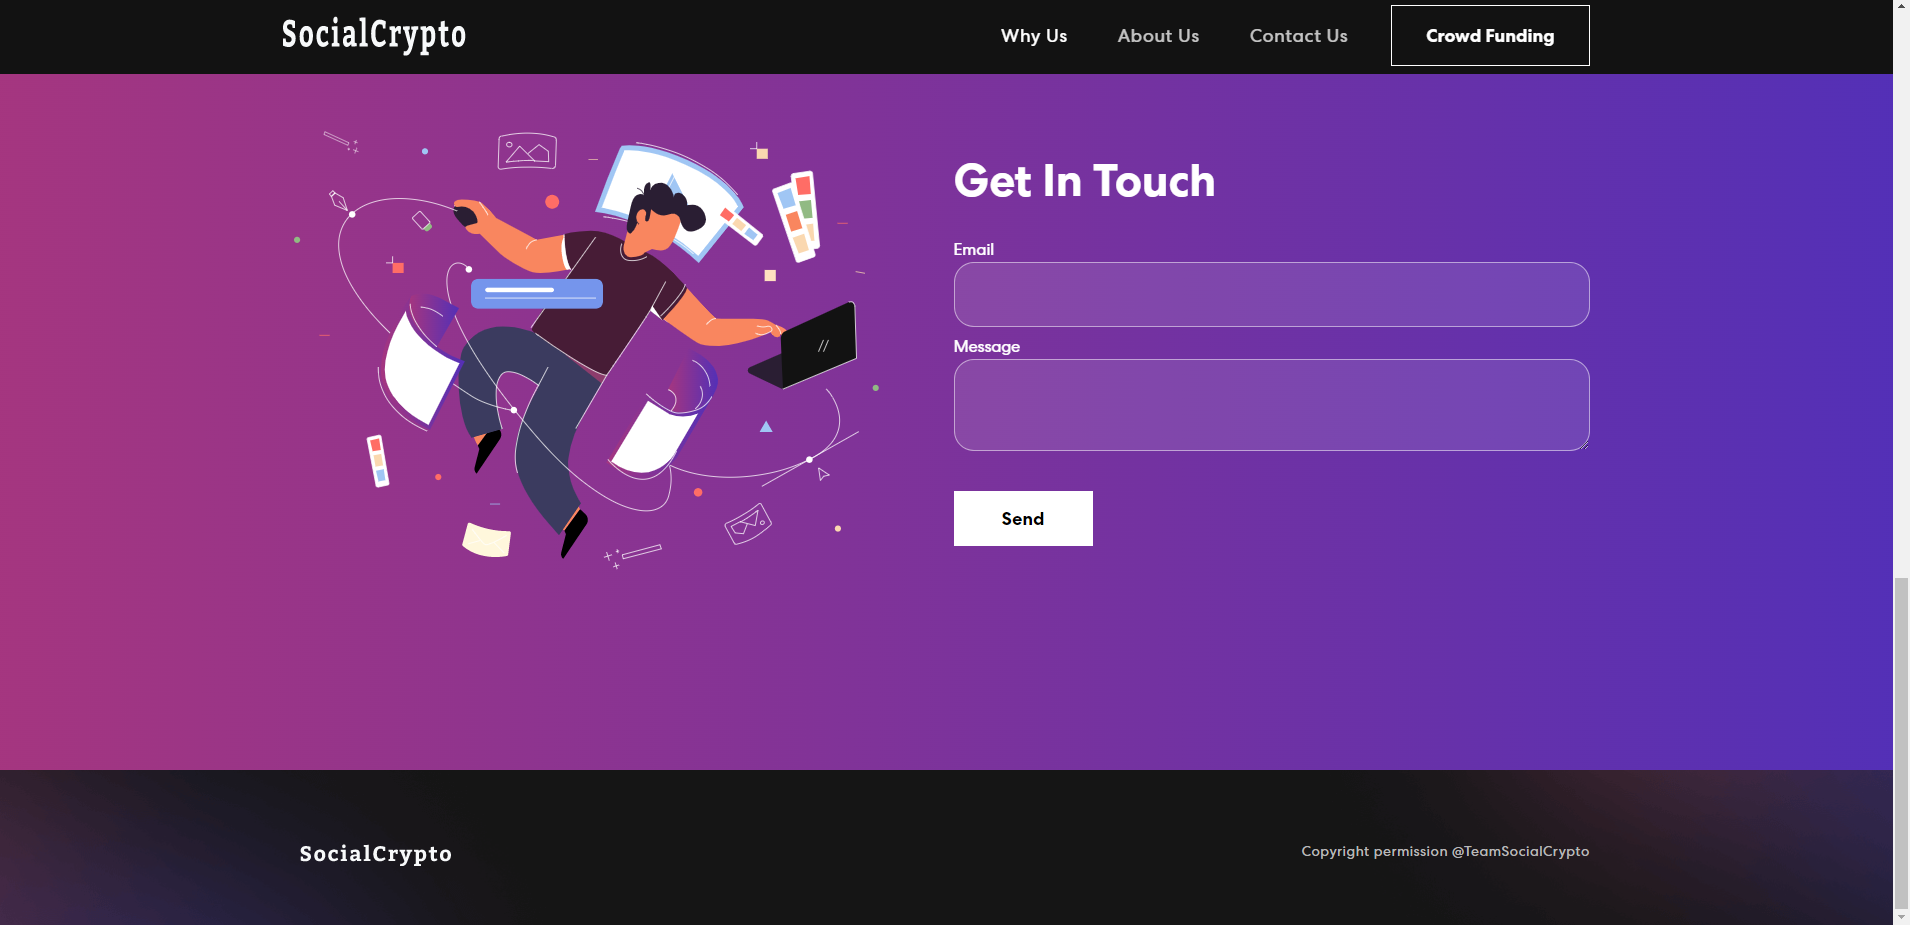 SocialCrypto
Why Us
About Us
Contact Us
Crowd Funding
Get In Touch
Email
Message
Send
SocialCrypto
Copyright permission @TeamSocialCrypto